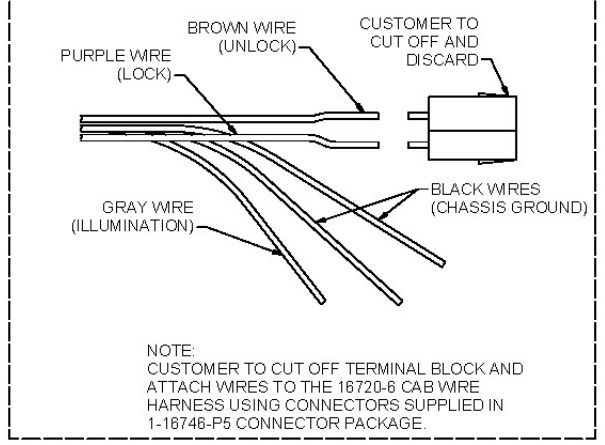 BROWN WIRE
(UNLOCK)
CUSTOMER TO
CUT OFF AND
DISCARD
PURPLE WIRE
(LOCK)
BLACK WIRES
(CHASSIS GROUND)
GRAY WIRE
(ILLUMINATION)
NOTE:
CUSTOMER TO CUT OFF TERMINAL BLOCK AND
ATTACH WIRES TO THE 16720-6 CAB WIRE
HARNESS USING CONNECTORS SUPPLIED IN
1-16746-P5 CONNECTOR PACKAGE.